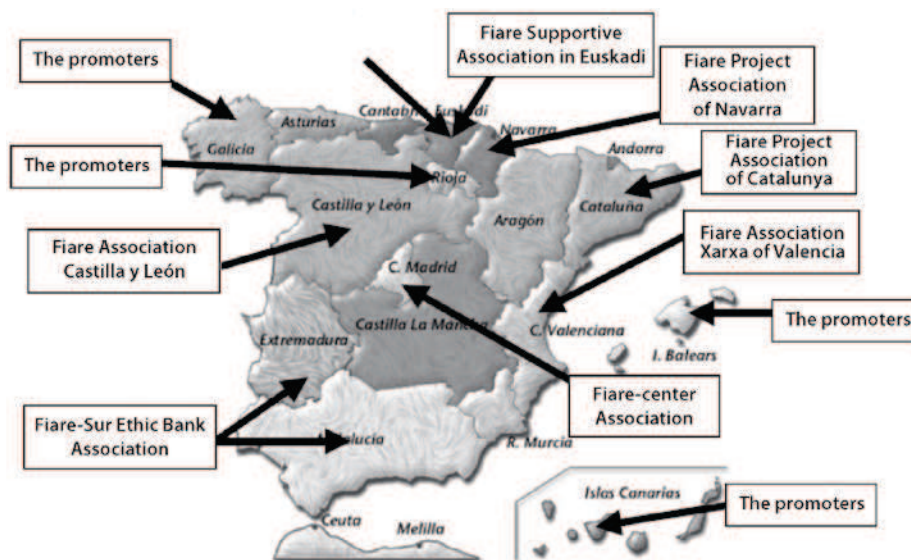 The promoters
Fiare Supportive
Association in Euskadi
Fiare Project
Association
of Navarra
The promoters
Fiare Project
Association
of Catalunya
Fiare Association
Castilla y León
Fiare Association
Xarxa of Valencia
The promoters
Fiare-center
Association
Fiare-Sur Ethic Bank
Association
The promoters
Galicia
Asturias
Euskadi
Navarra
Andorra
Rioja
Castilla y León
Aragón
Cataluña
C. Madrid
Castilla La Mancha
C. Valenciana
Extremadura
I. Balears
R. Murcia
Islas Canarias
Ceuta
Melilla